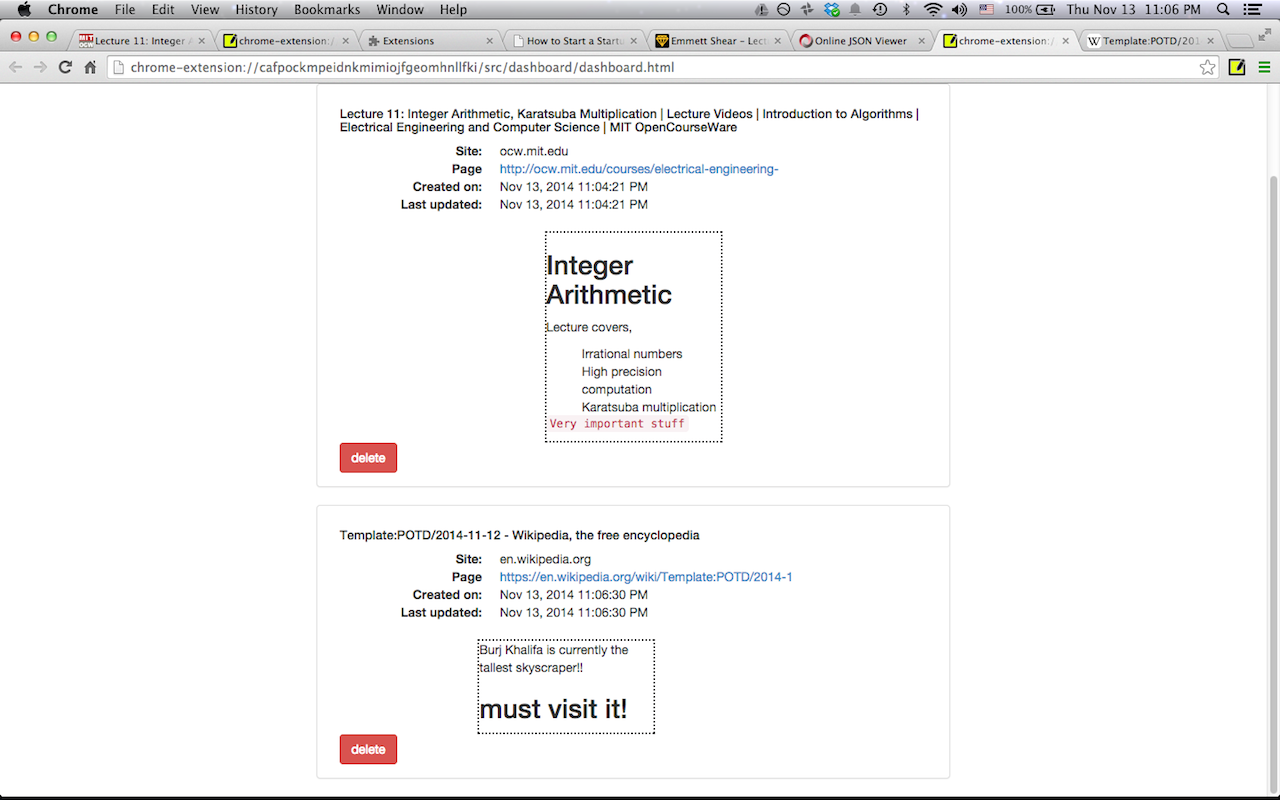 Chrome File Edit View History Bookmarks Window Help 100% Thu Nov 13 11:06 PM
Lecture 11: Integer A chrome-extension:/ Extensions How to Start a Startu Emmett Shear – Lect Online JSON Viewer chrome-extension:/ Template:POTD/201
chrome-extension://cafpockmpeidnkmimiojfgeomhnllfki/src/dashboard/dashboard.html
Lecture 11: Integer Arithmetic, Karatsuba Multiplication | Lecture Videos | Introduction to Algorithms |
Electrical Engineering and Computer Science | MIT OpenCourseWare
Site: ocw.mit.edu
Page http://ocw.mit.edu/courses/electrical-engineering-
Created on: Nov 13, 2014 11:04:21 PM
Last updated: Nov 13, 2014 11:04:21 PM
Integer
Arithmetic
Lecture covers,
Irrational numbers
High precision
computation
Karatsuba multiplication
Very important stuff
delete
Template:POTD/2014-11-12 - Wikipedia, the free encyclopedia
Site: en.wikipedia.org
Page https://en.wikipedia.org/wiki/Template:POTD/2014-1
Created on: Nov 13, 2014 11:06:30 PM
Last updated: Nov 13, 2014 11:06:30 PM
Burj Khalifa is currently the
tallest skyscraper!!
must visit it!
delete